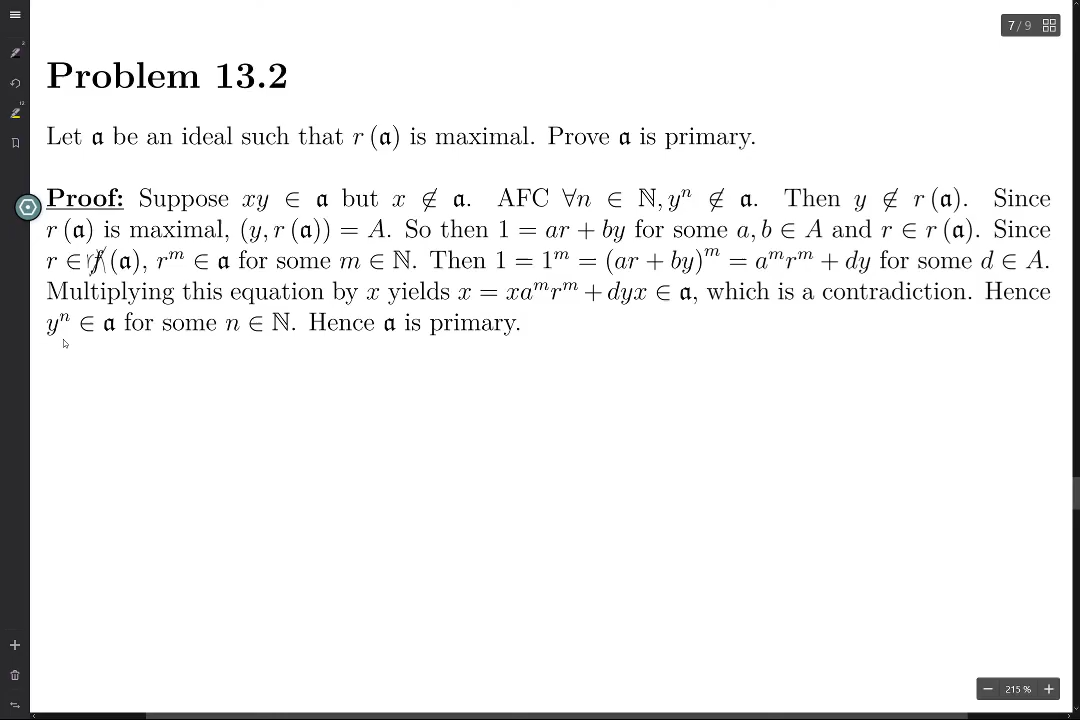 7 / 9
Problem 13.2
Let 𝔞 be an ideal such that r (𝔞) is maximal. Prove 𝔞 is primary.
Proof: Suppose xy ∈ 𝔞 but x ∉ 𝔞. AFC ∀n ∈ ℕ, yⁿ ∉ 𝔞. Then y ∉ r (𝔞). Since
r (𝔞) is maximal, (y, r (𝔞)) = A. So then 1 = ar + by for some a, b ∈ A and r ∈ r (𝔞). Since
r ∈ r (𝔞), rᵐ ∈ 𝔞 for some m ∈ ℕ. Then 1 = 1ᵐ = (ar + by)ᵐ = aᵐrᵐ + dy for some d ∈ A.
Multiplying this equation by x yields x = xaᵐrᵐ + dyx ∈ 𝔞, which is a contradiction. Hence
yⁿ ∈ 𝔞 for some n ∈ ℕ. Hence 𝔞 is primary.
215 %